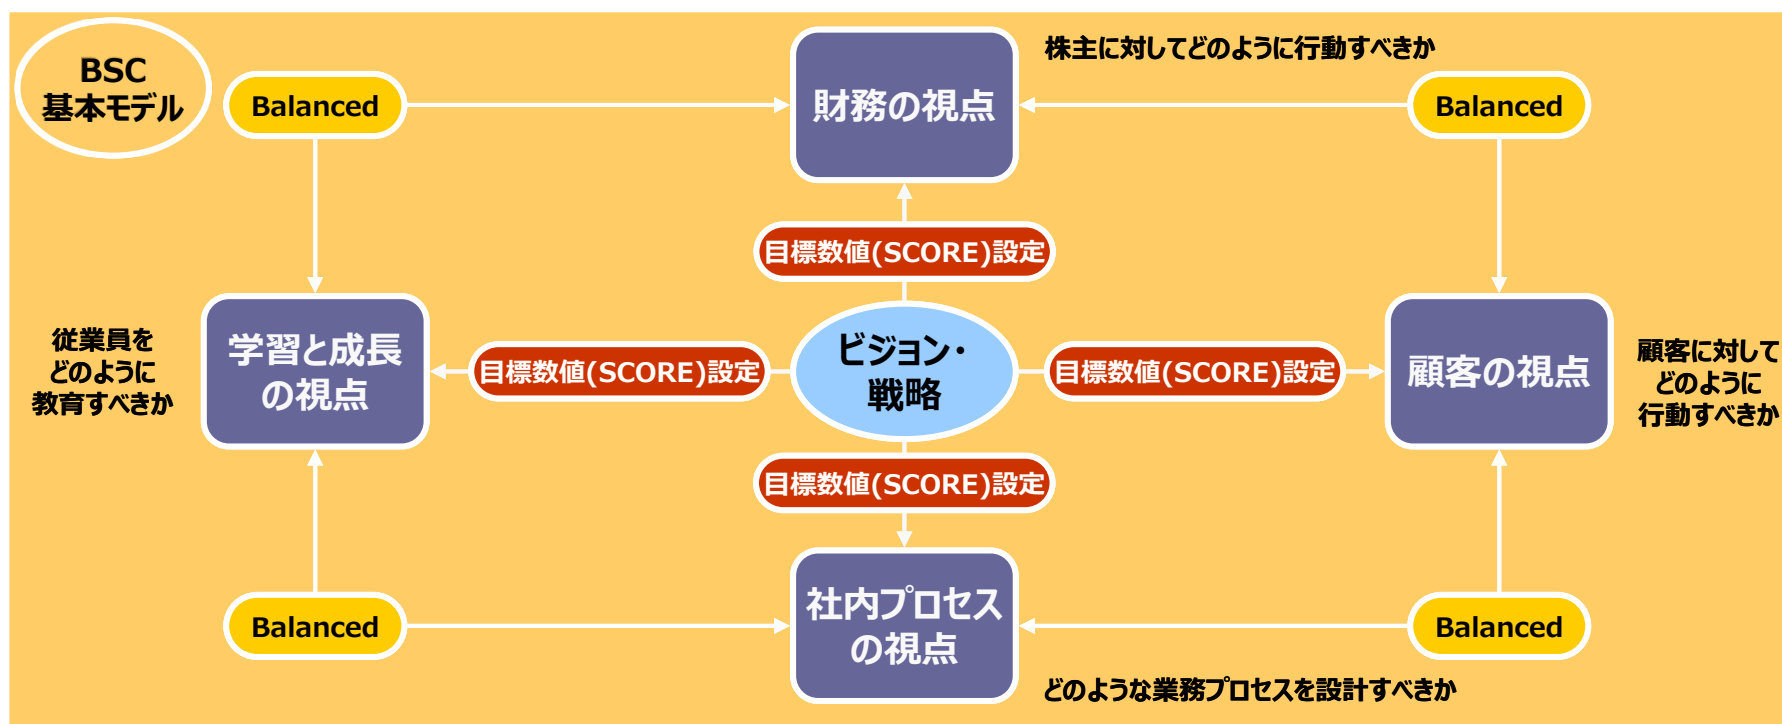 BSC
基本モデル
Balanced
財務の視点
株主に対してどのように行動すべきか
Balanced
目標数値(SCORE)設定
従業員を
どのように
教育すべきか
学習と成長
の視点
目標数値(SCORE)設定
ビジョン・
戦略
目標数値(SCORE)設定
顧客の視点
顧客に対して
どのように
行動すべきか
目標数値(SCORE)設定
Balanced
社内プロセス
の視点
Balanced
どのような業務プロセスを設計すべきか